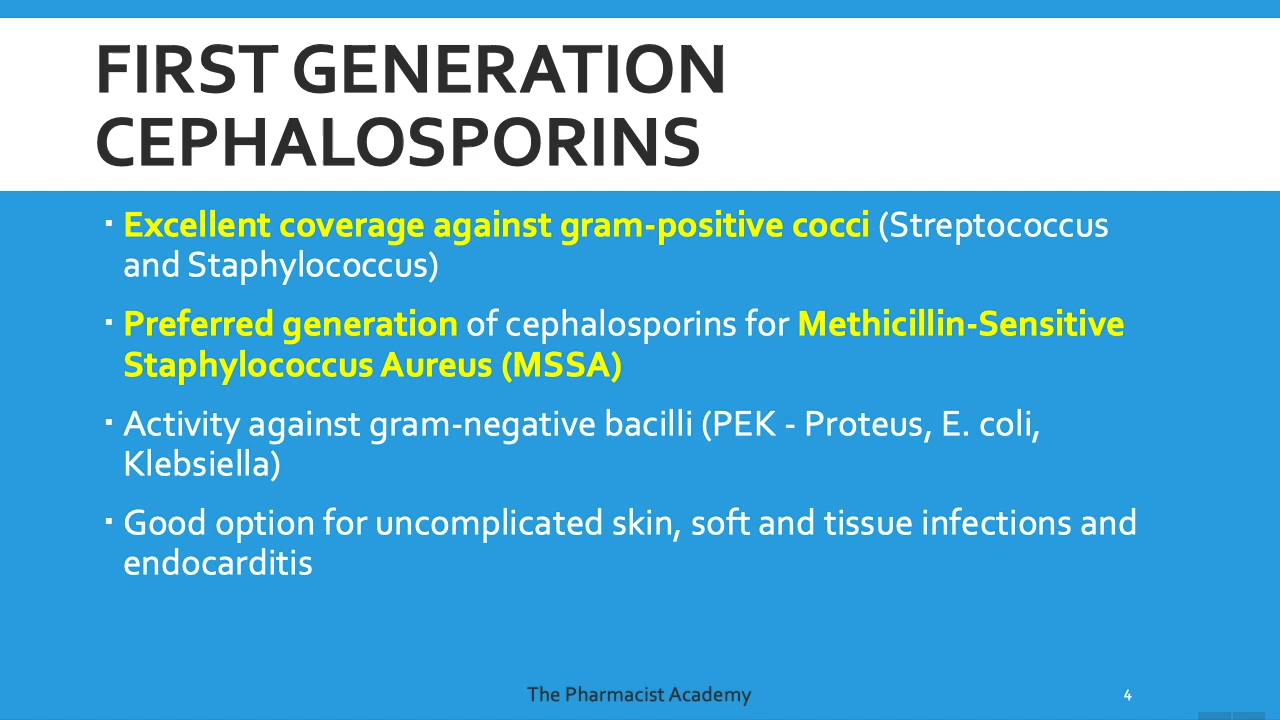 FIRST GENERATION
CEPHALOSPORINS
▪ Excellent coverage against gram-positive cocci (Streptococcus
and Staphylococcus)
▪ Preferred generation of cephalosporins for Methicillin-Sensitive
Staphylococcus Aureus (MSSA)
▪ Activity against gram-negative bacilli (PEK - Proteus, E. coli,
Klebsiella)
▪ Good option for uncomplicated skin, soft and tissue infections and
endocarditis
The Pharmacist Academy
4